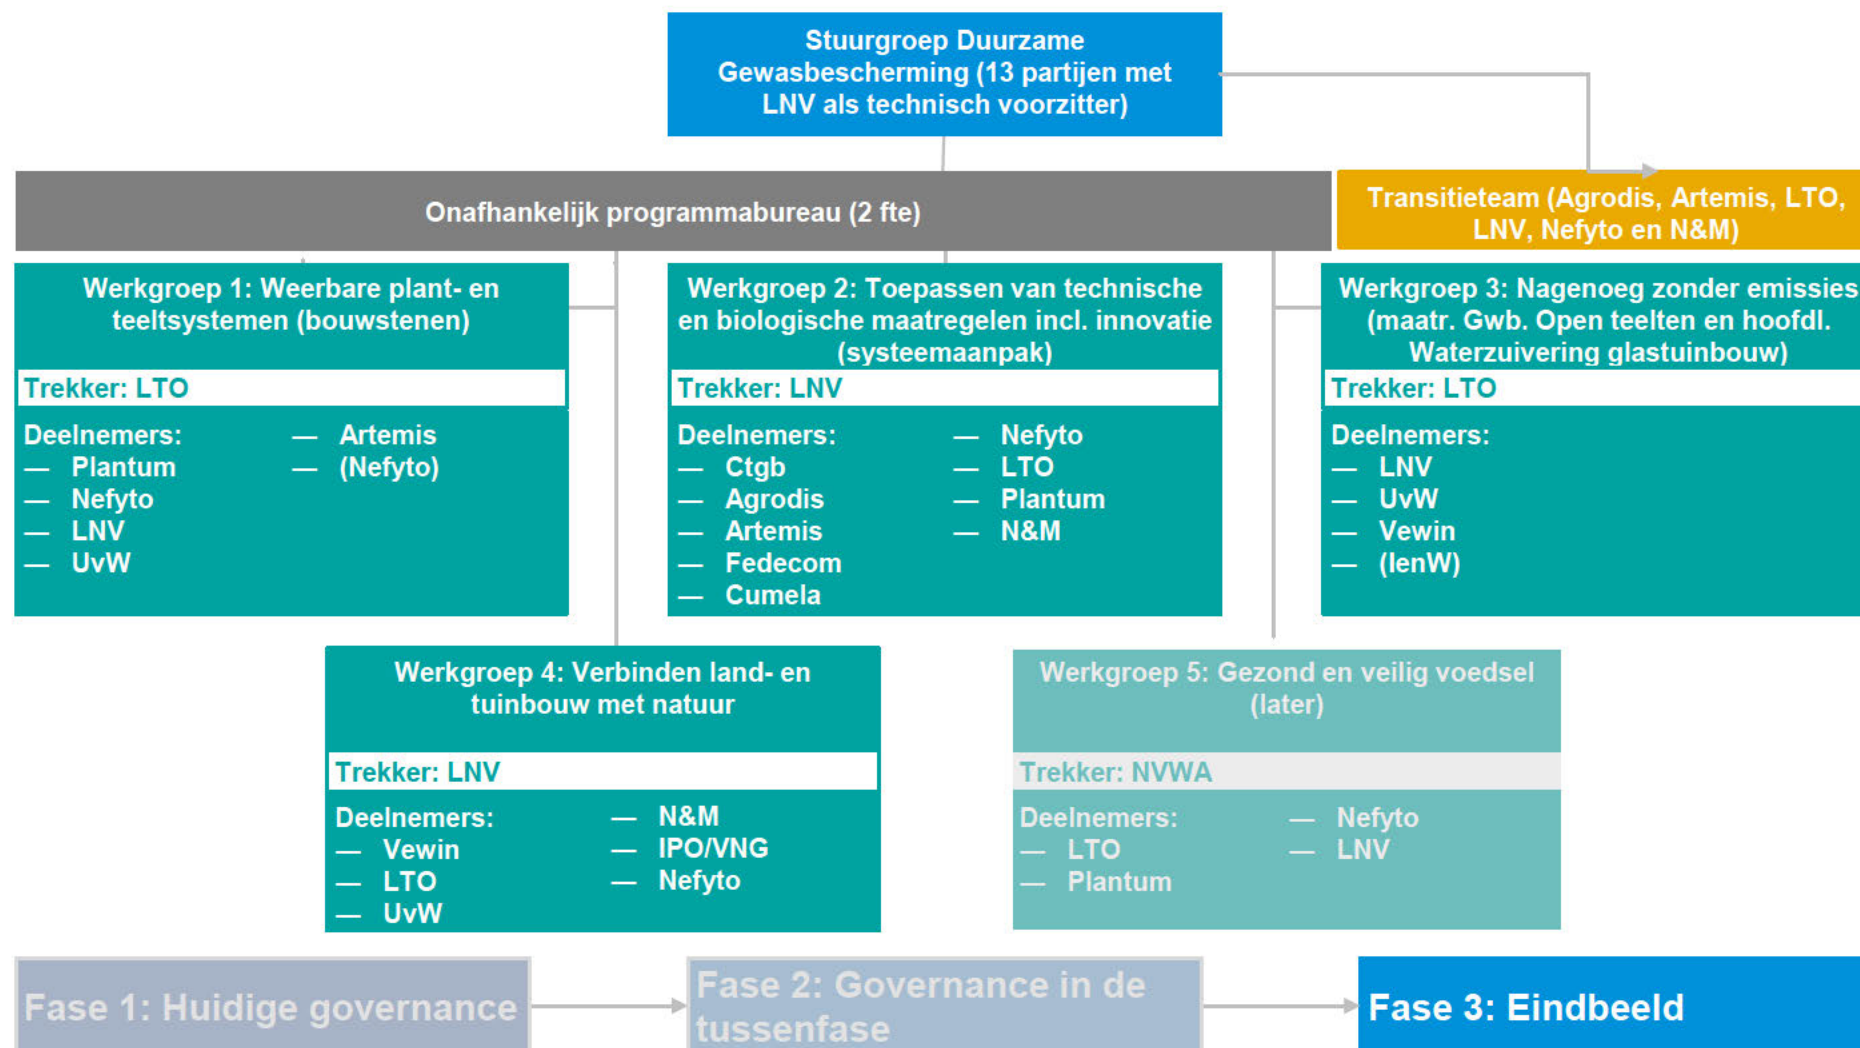 Stuurgroep Duurzame
Gewasbescherming (13 partijen met
LNV als technisch voorzitter)
Onafhankelijk programmabureau (2 fte)
Transitieteam (Agrodis, Artemis, LTO,
LNV, Nefyto en N&M)
Werkgroep 1: Weerbare plant- en
teeltsystemen (bouwstenen)
Trekker: LTO
Deelnemers:
— Plantum
— Nefyto
— LNV
— UvW
— Artemis
— (Nefyto)
Werkgroep 2: Toepassen van technische
en biologische maatregelen incl. innovatie
(systeemaanpak)
Trekker: LNV
Deelnemers:
— Ctgb
— Agrodis
— Artemis
— Fedecom
— Cumela
— Nefyto
— LTO
— Plantum
— N&M
Werkgroep 3: Nagenoeg zonder emissies
(maatr. Gwb. Open teelten en hoofdl.
Waterzuivering glastuinbouw)
Trekker: LTO
Deelnemers:
— LNV
— UvW
— Vewin
— (IenW)
Werkgroep 4: Verbinden land- en
tuinbouw met natuur
Trekker: LNV
Deelnemers:
— Vewin
— LTO
— UvW
— N&M
— IPO/VNG
— Nefyto
Werkgroep 5: Gezond en veilig voedsel
(later)
Trekker: NVWA
Deelnemers:
— LTO
— Plantum
— Nefyto
— LNV
Fase 1: Huidige governance
Fase 2: Governance in de
tussenfase
Fase 3: Eindbeeld